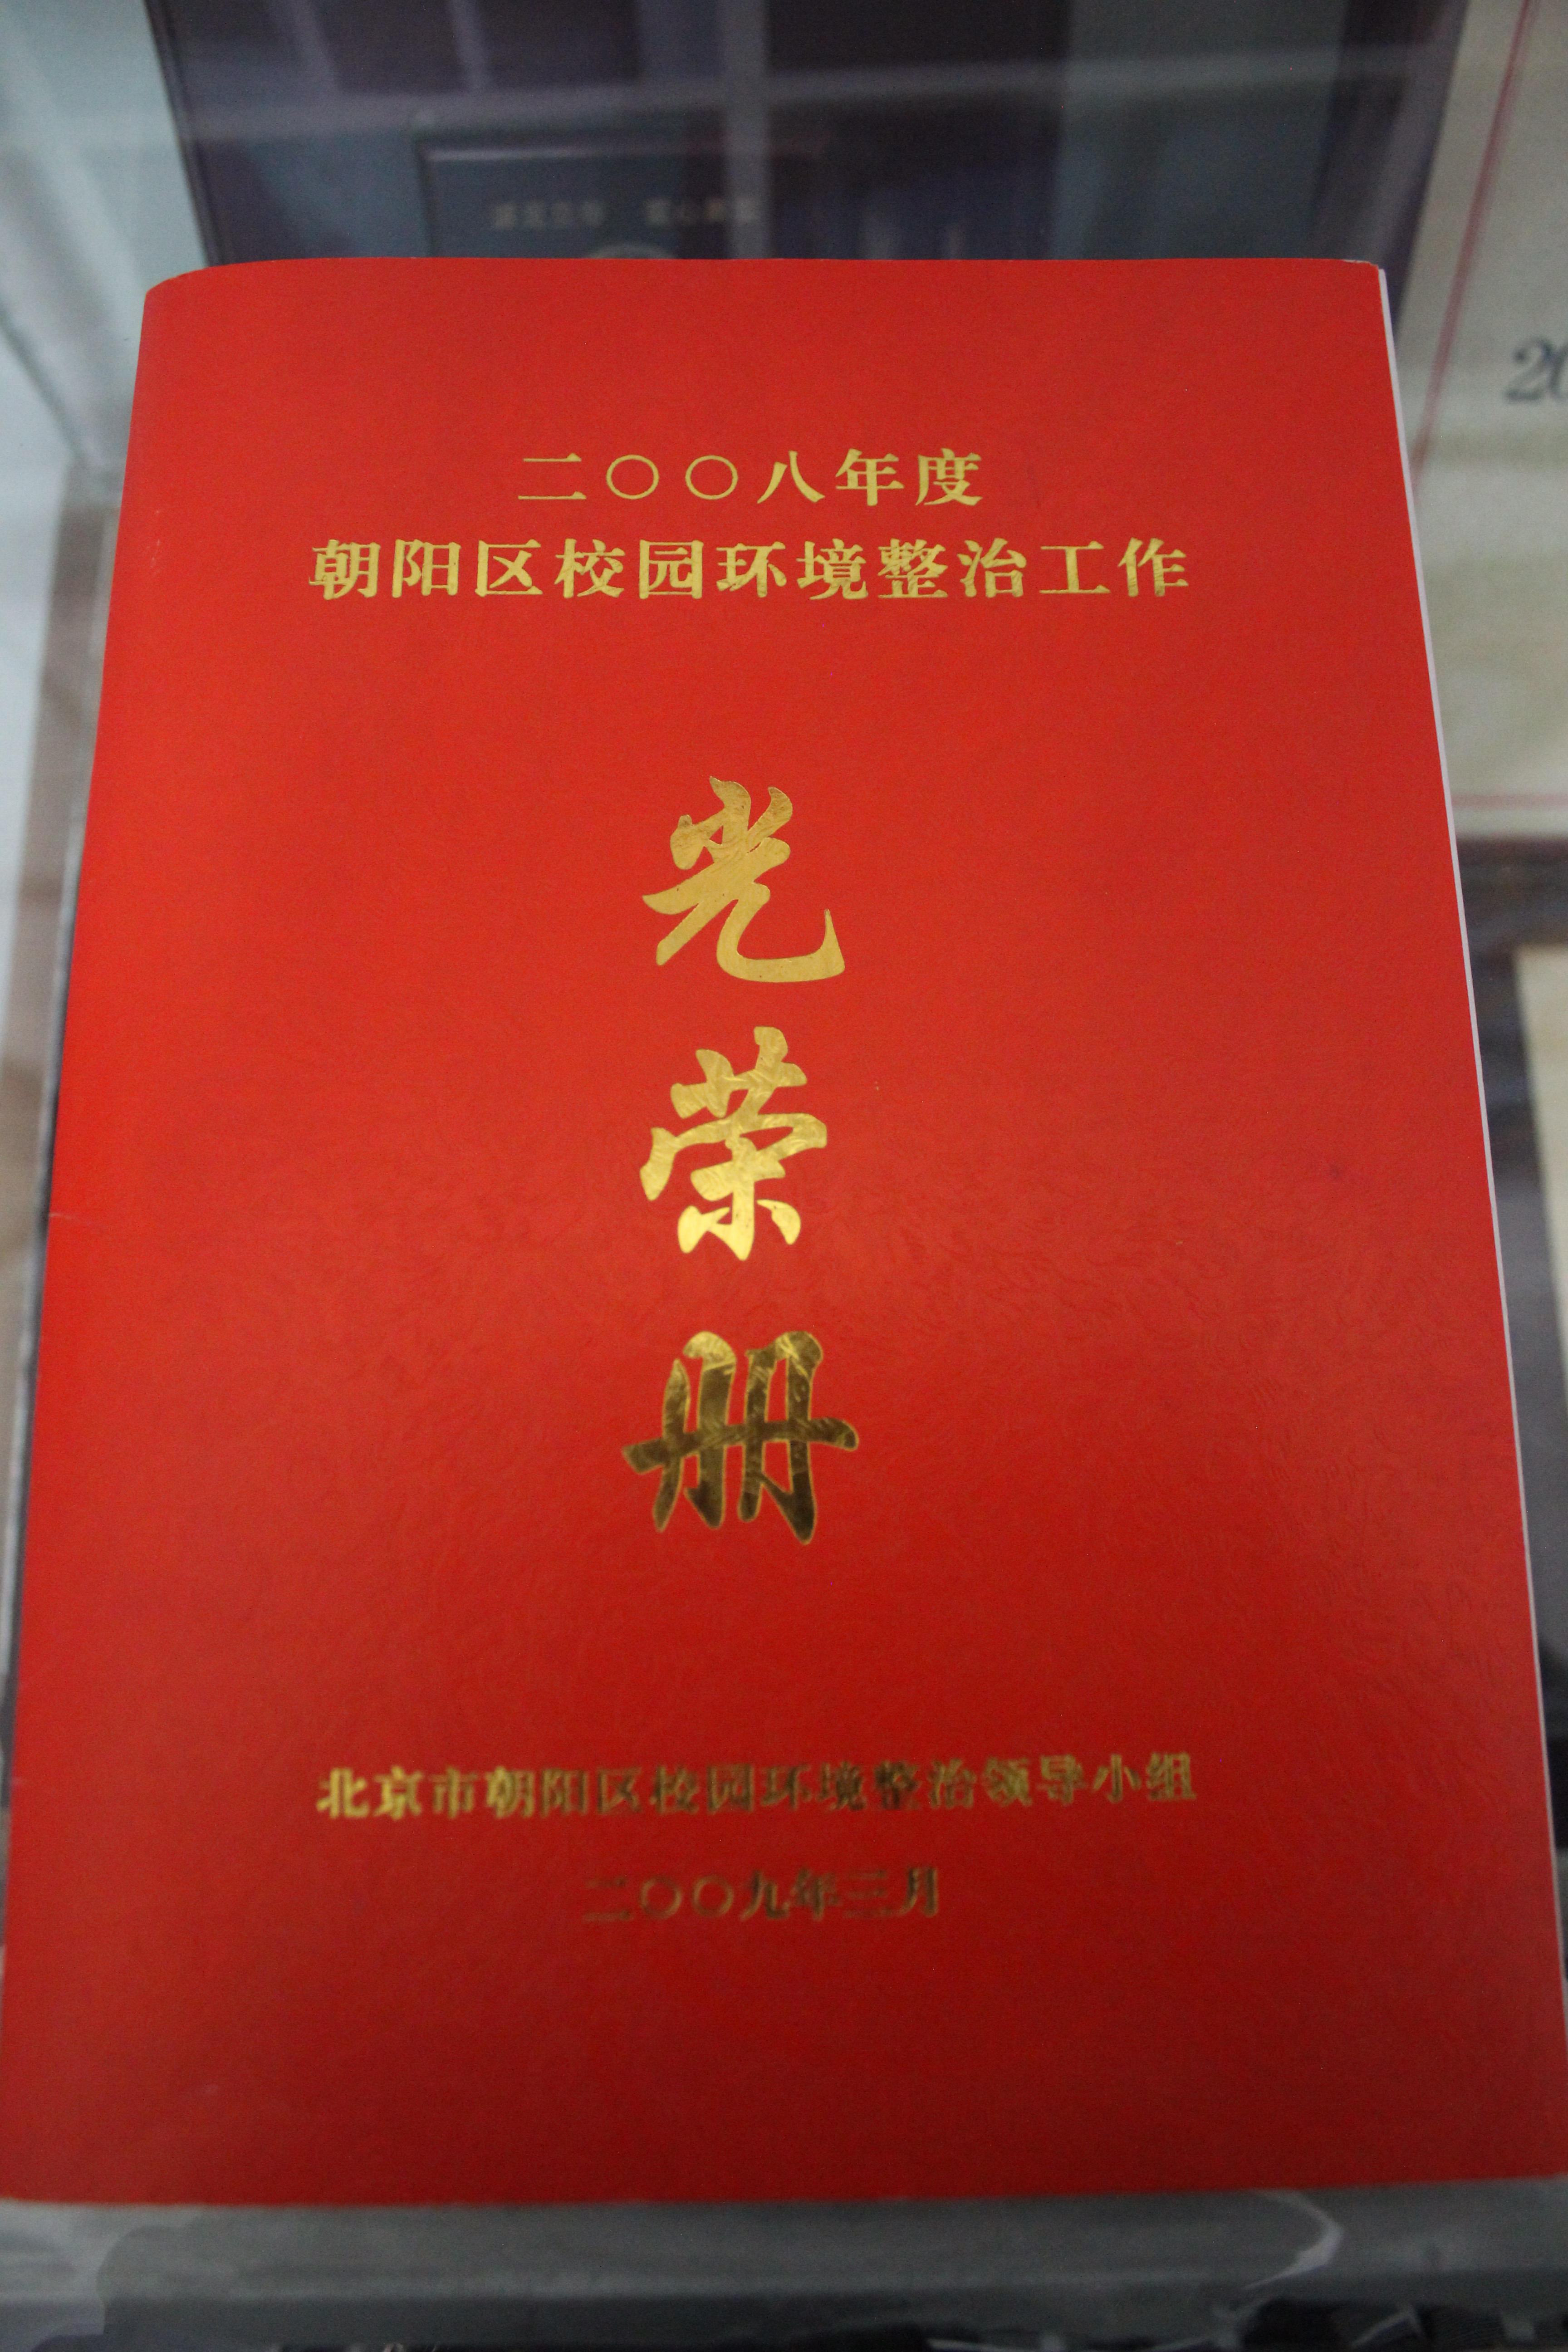 二〇〇八年度
朝阳区校园环境整治工作
光
荣
册
北京市朝阳区校园环境整治领导小组
二〇〇九年三月
20